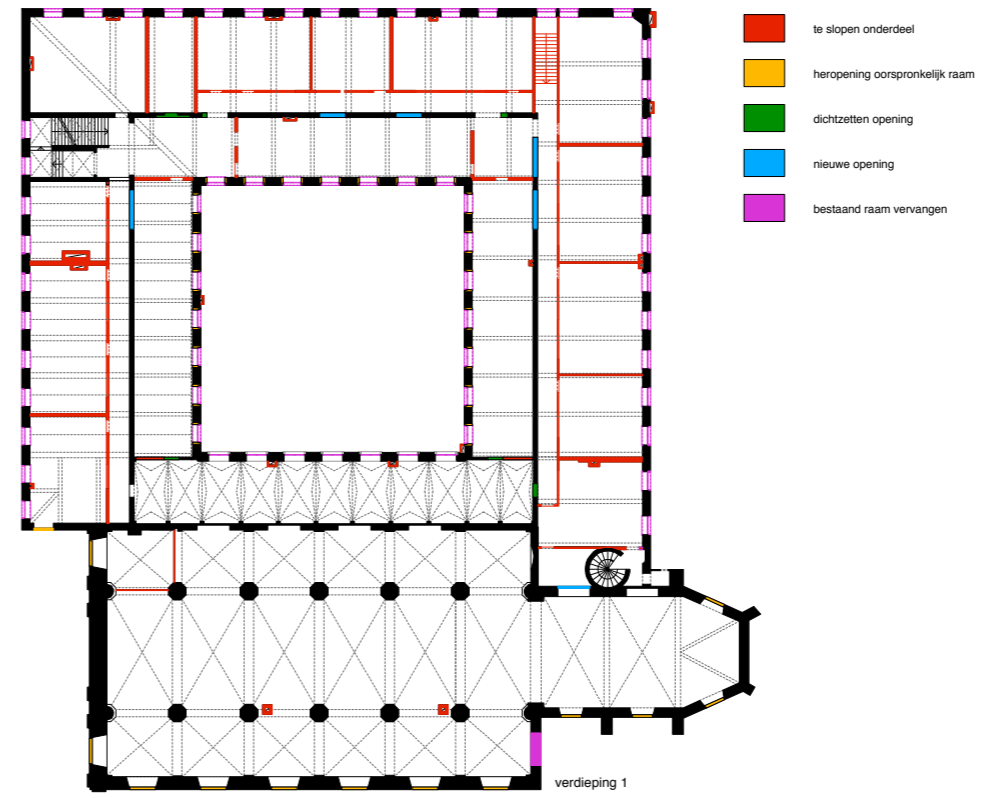 te slopen onderdeel
heropening oorspronkelijk raam
dichtzetten opening
nieuwe opening
bestaand raam vervangen
verdieping 1